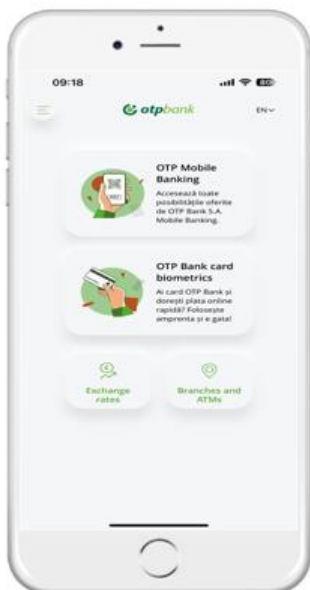 09:18
otpbank
EN
OTP Mobile
Banking
Accesează toate
posibilitățile oferite
de OTP Bank S.A.
Mobile Banking.
OTP Bank card
biometrics
Ai card OTP Bank și
dorești plata online
rapidă? Folosește
amprenta și e gata!
Exchange
rates
Branches and
ATMs